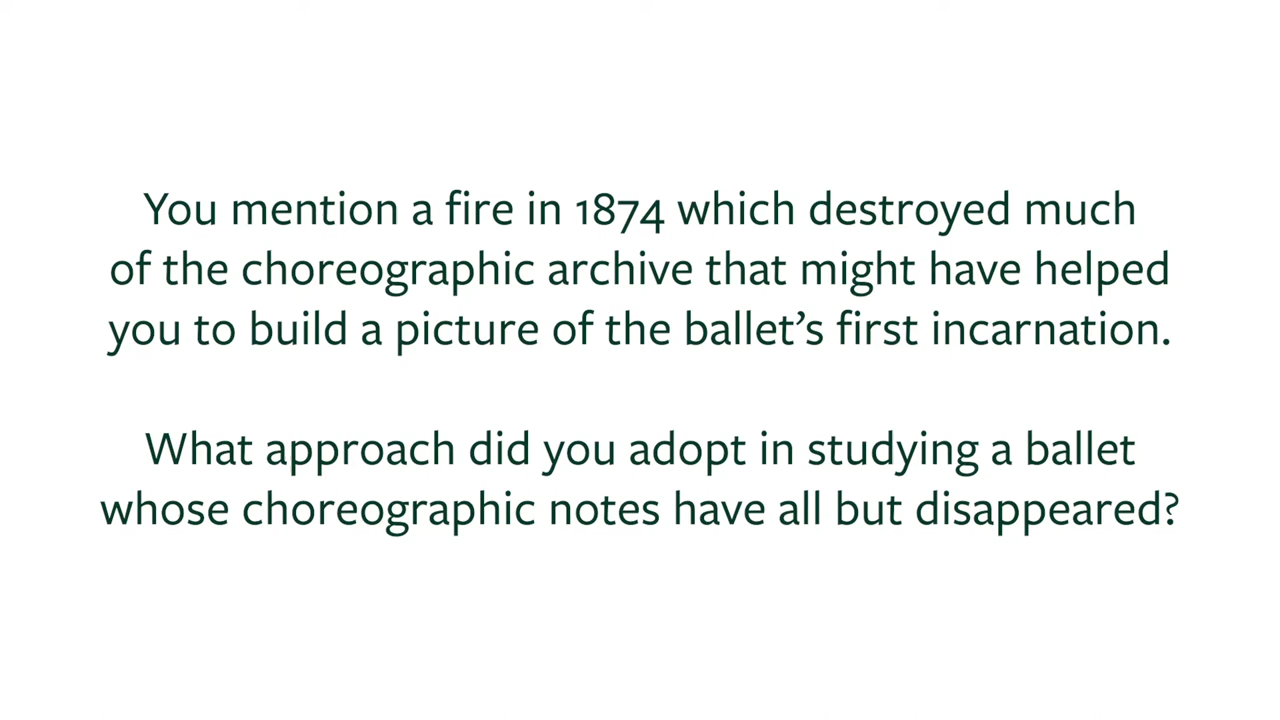 You mention a fire in 1874 which destroyed much
of the choreographic archive that might have helped
you to build a picture of the ballet’s first incarnation.
What approach did you adopt in studying a ballet
whose choreographic notes have all but disappeared?